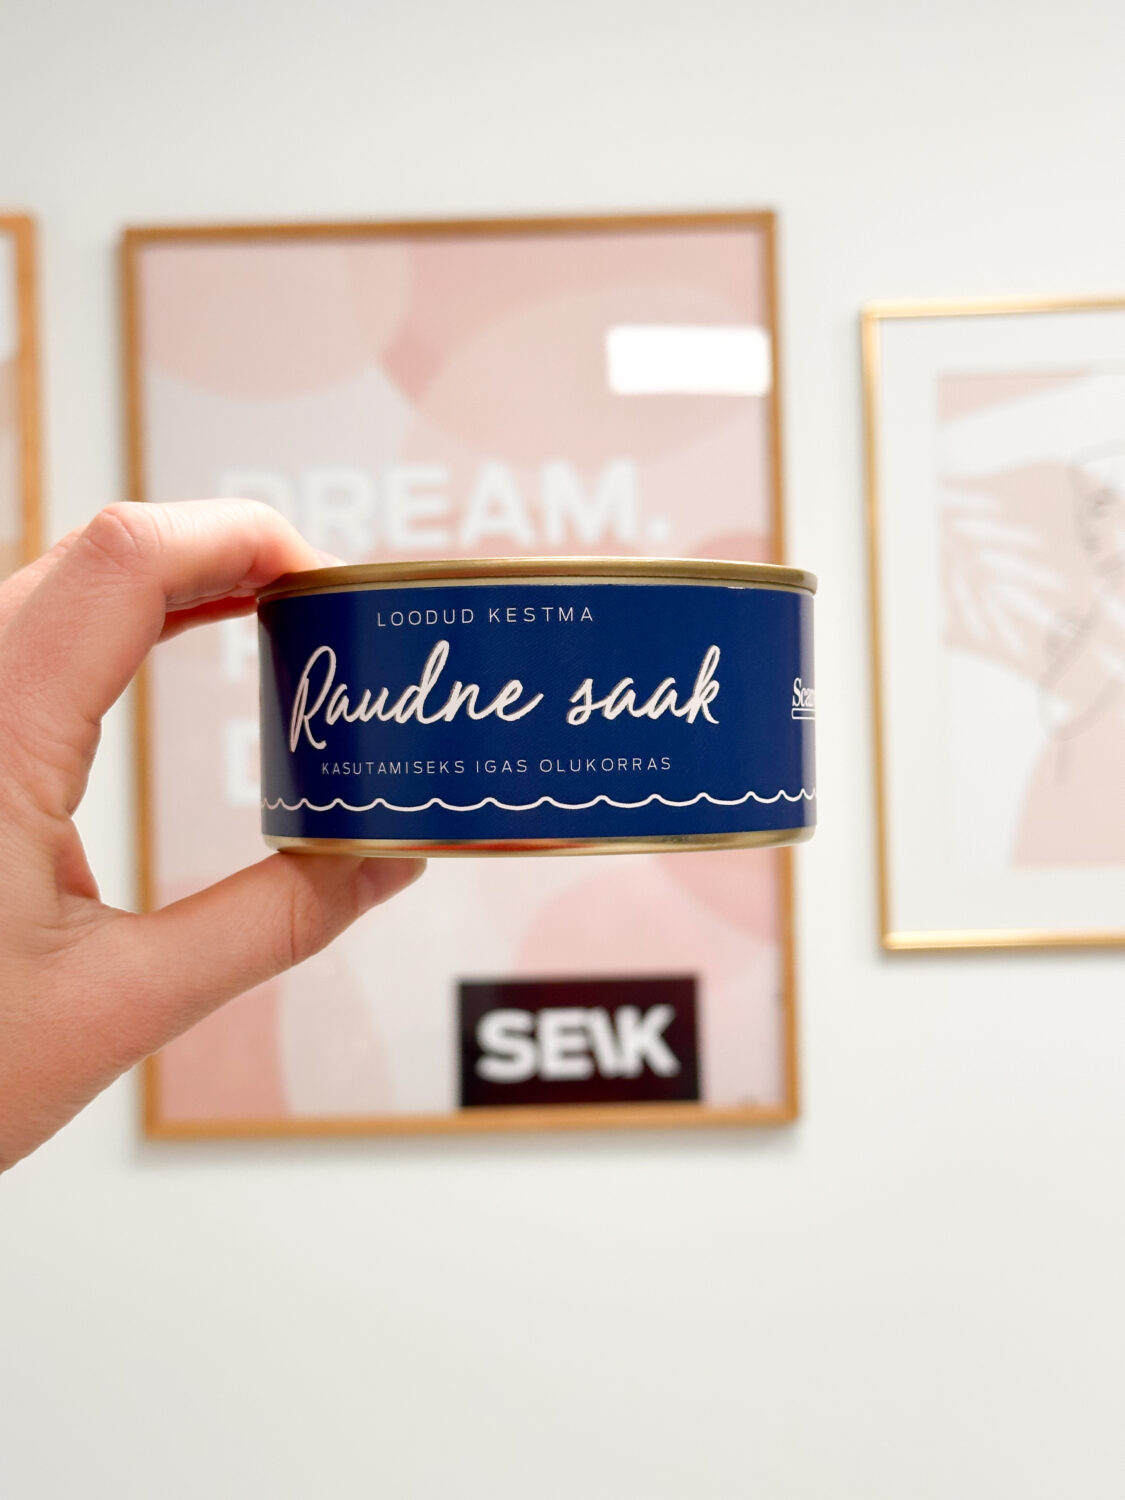 DREAM.
LOODUD KESTMA
Raudne saak
KASUTAMISEKS IGAS OLUKORRAS
SEIK